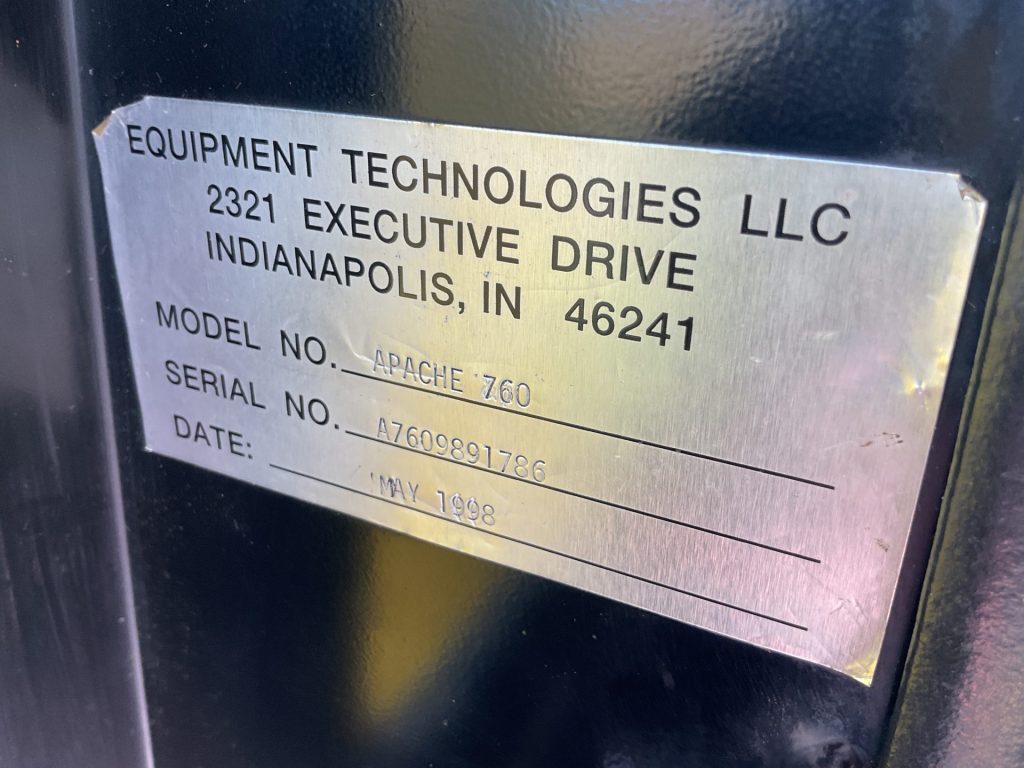 EQUIPMENT TECHNOLOGIES LLC
2321 EXECUTIVE DRIVE
INDIANAPOLIS, IN 46241
MODEL NO. APACHE 760
SERIAL NO. A7609891786
DATE: MAY 1998